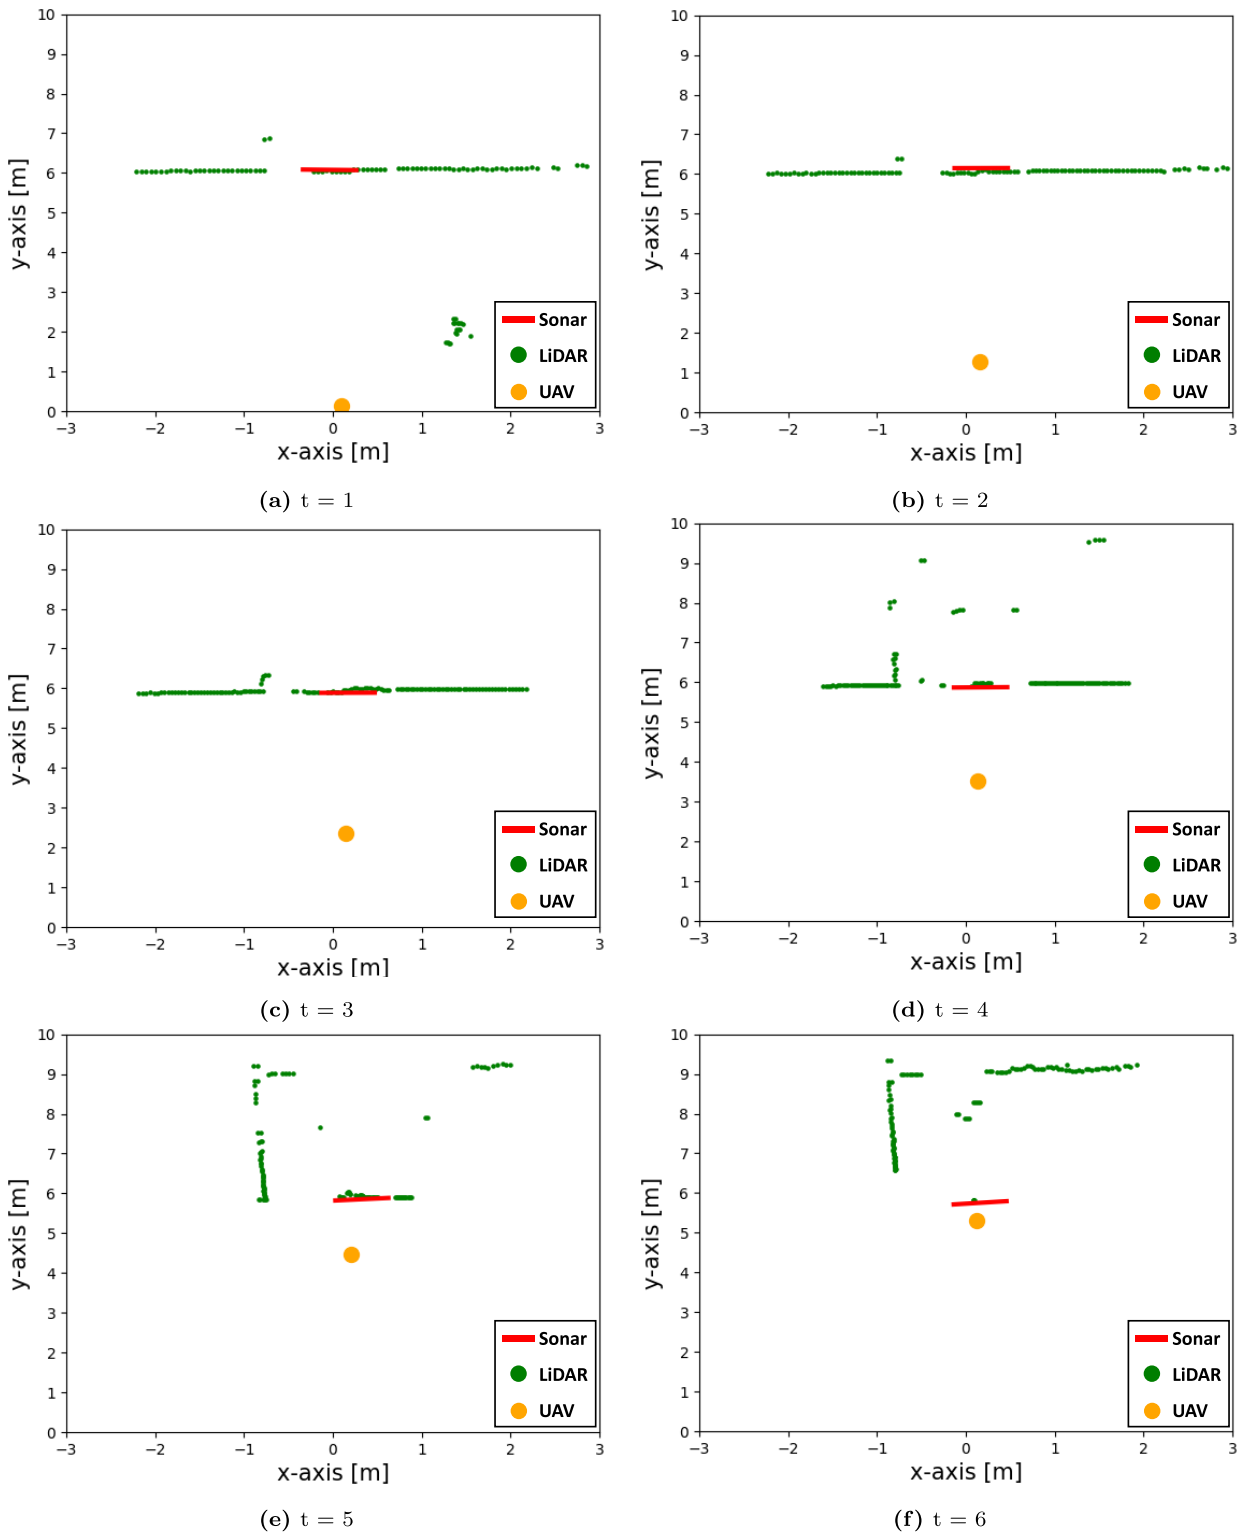 10
9
8
7
6
5
4
3
2
1
0
y-axis [m]
−3 −2 −1 0 1 2 3
x-axis [m]
Sonar
LiDAR
UAV
(a) t = 1
10
9
8
7
6
5
4
3
2
1
0
y-axis [m]
−3 −2 −1 0 1 2 3
x-axis [m]
Sonar
LiDAR
UAV
(b) t = 2
10
9
8
7
6
5
4
3
2
1
0
y-axis [m]
−3 −2 −1 0 1 2 3
x-axis [m]
Sonar
LiDAR
UAV
(c) t = 3
10
9
8
7
6
5
4
3
2
1
0
y-axis [m]
−3 −2 −1 0 1 2 3
x-axis [m]
Sonar
LiDAR
UAV
(d) t = 4
10
9
8
7
6
5
4
3
2
1
0
y-axis [m]
−3 −2 −1 0 1 2 3
x-axis [m]
Sonar
LiDAR
UAV
(e) t = 5
10
9
8
7
6
5
4
3
2
1
0
y-axis [m]
−3 −2 −1 0 1 2 3
x-axis [m]
Sonar
LiDAR
UAV
(f) t = 6